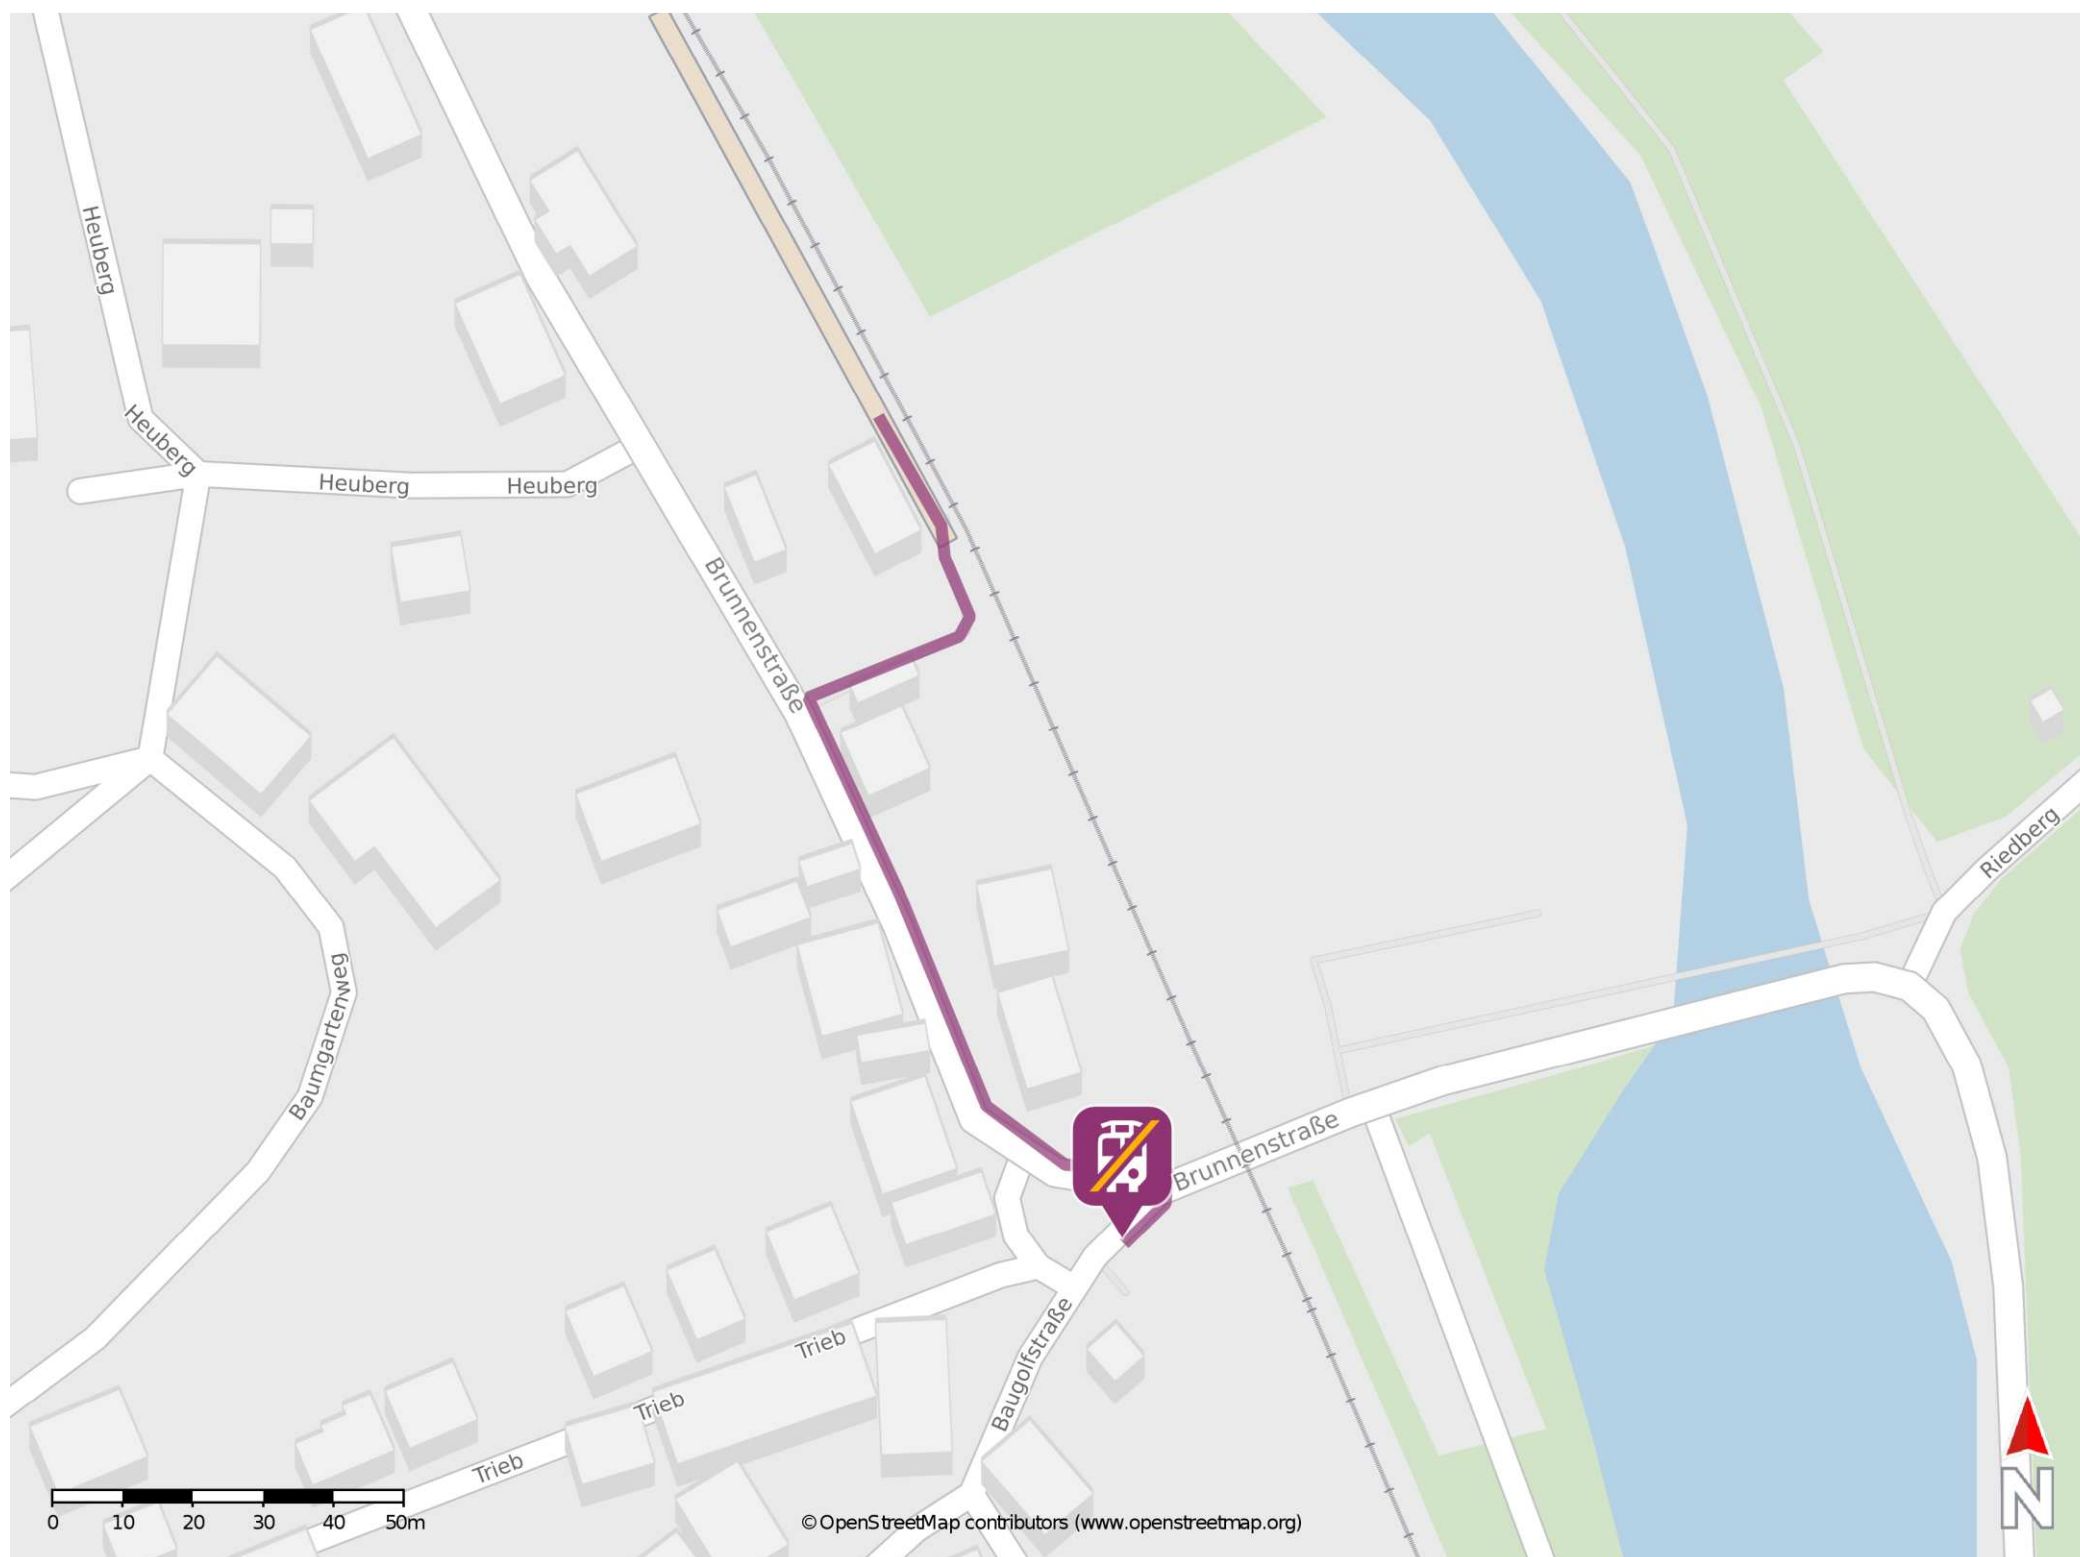 Heuberg
Heuberg
Heuberg
Heuberg
Brunnenstraße
Riedberg
Baumgartenweg
Brunnenstraße
Baugolfstraße
Trieb
Trieb
Trieb
0 10 20 30 40 50m
© OpenStreetMap contributors (www.openstreetmap.org)
N